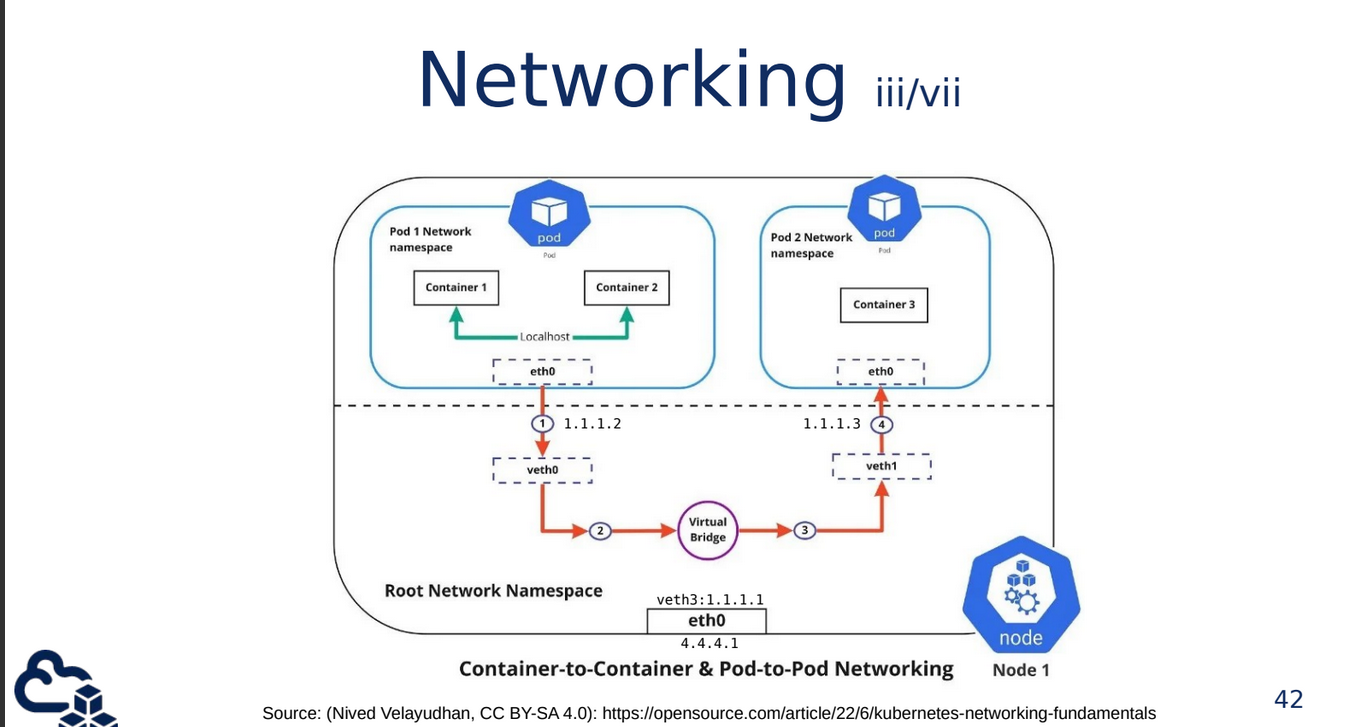 Networking iii/vii
pod
Pod
Pod 1 Network
namespace
Container 1
Container 2
Localhost
eth0
pod
Pod
Pod 2 Network
namespace
Container 3
eth0
1
1.1.1.2
1.1.1.3
4
veth0
veth1
2
Virtual
Bridge
3
Root Network Namespace
veth3:1.1.1.1
eth0
4.4.4.1
node
Container-to-Container & Pod-to-Pod Networking
Node 1
42
Source: (Nived Velayudhan, CC BY-SA 4.0): https://opensource.com/article/22/6/kubernetes-networking-fundamentals